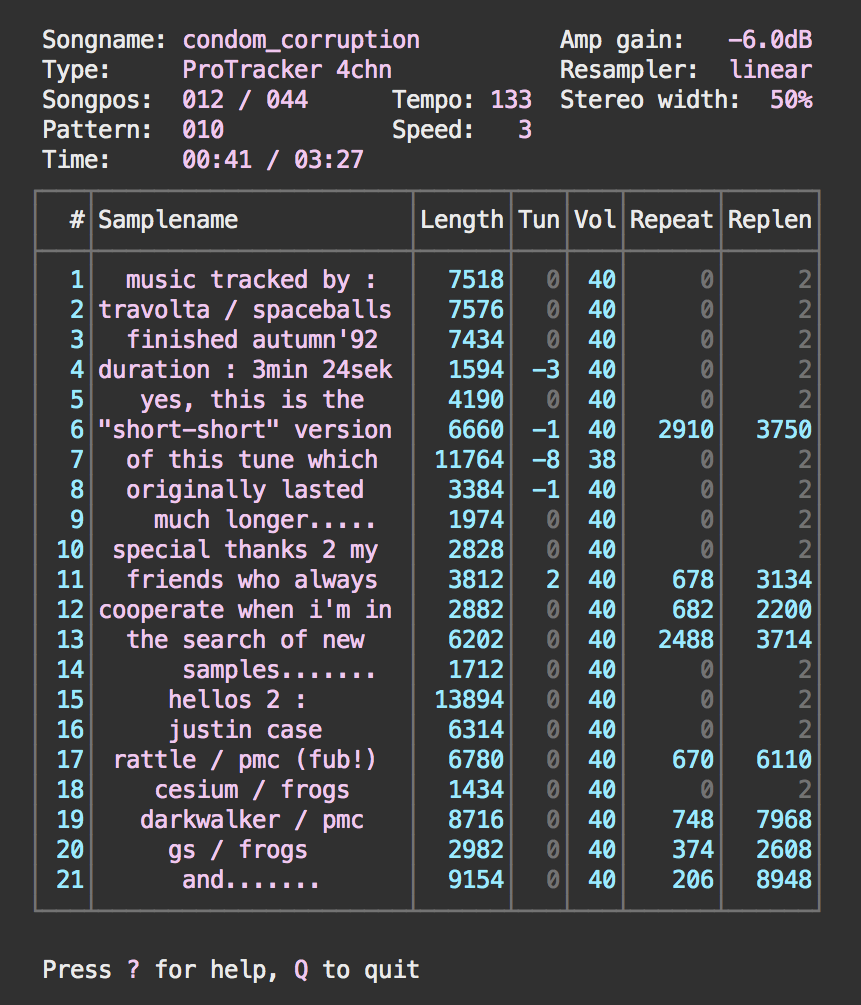 Songname: condom_corruption Amp gain: -6.0dB
Type: ProTracker 4chn Resampler: linear
Songpos: 012 / 044 Tempo: 133 Stereo width: 50%
Pattern: 010 Speed: 3
Time: 00:41 / 03:27
# Samplename Length Tun Vol Repeat Replen
1 music tracked by : 7518 0 40 0 2
2 travolta / spaceballs 7576 0 40 0 2
3 finished autumn'92 7434 0 40 0 2
4 duration : 3min 24sek 1594 -3 40 0 2
5 yes, this is the 4190 0 40 0 2
6 "short-short" version 6660 -1 40 2910 3750
7 of this tune which 11764 -8 38 0 2
8 originally lasted 3384 -1 40 0 2
9 much longer..... 1974 0 40 0 2
10 special thanks 2 my 2828 0 40 0 2
11 friends who always 3812 2 40 678 3134
12 cooperate when i'm in 2882 0 40 682 2200
13 the search of new 6202 0 40 2488 3714
14 samples....... 1712 0 40 0 2
15 hellos 2 : 13894 0 40 0 2
16 justin case 6314 0 40 0 2
17 rattle / pmc (fub!) 6780 0 40 670 6110
18 cesium / frogs 1434 0 40 0 2
19 darkwalker / pmc 8716 0 40 748 7968
20 gs / frogs 2982 0 40 374 2608
21 and....... 9154 0 40 206 8948
Press ? for help, Q to quit